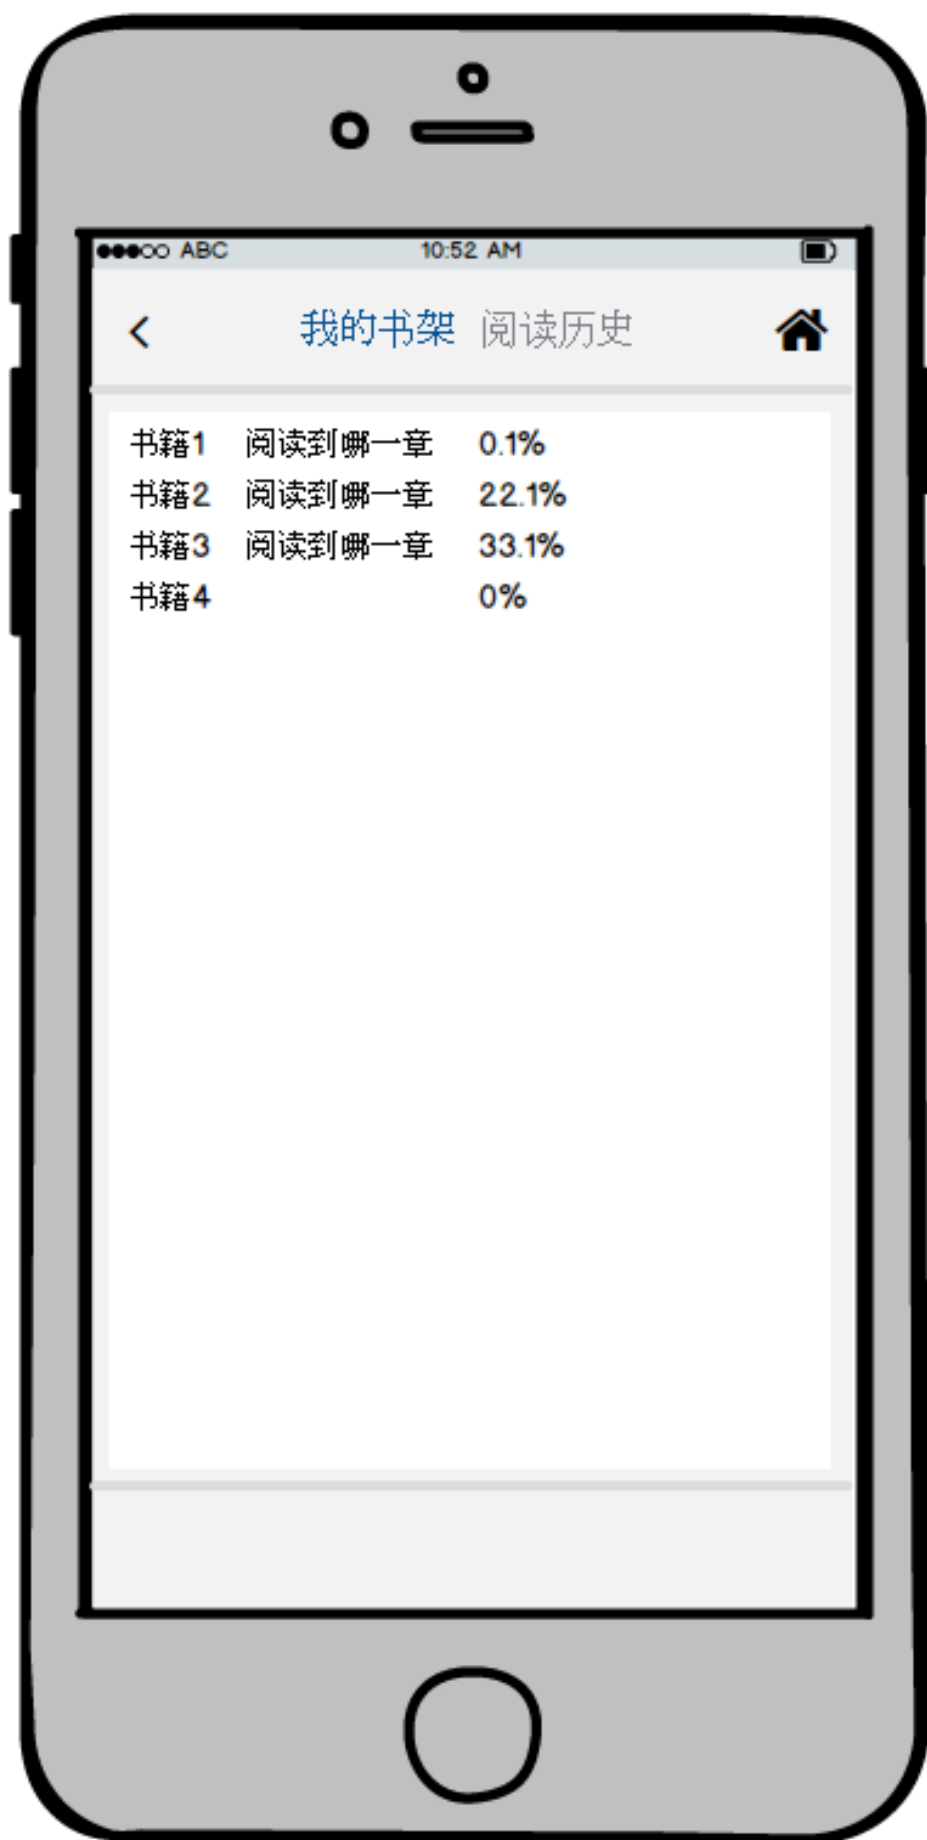 ABC 10:52 AM
我的书架 阅读历史
书籍1 阅读到哪一章 0.1%
书籍2 阅读到哪一章 22.1%
书籍3 阅读到哪一章 33.1%
书籍4 0%